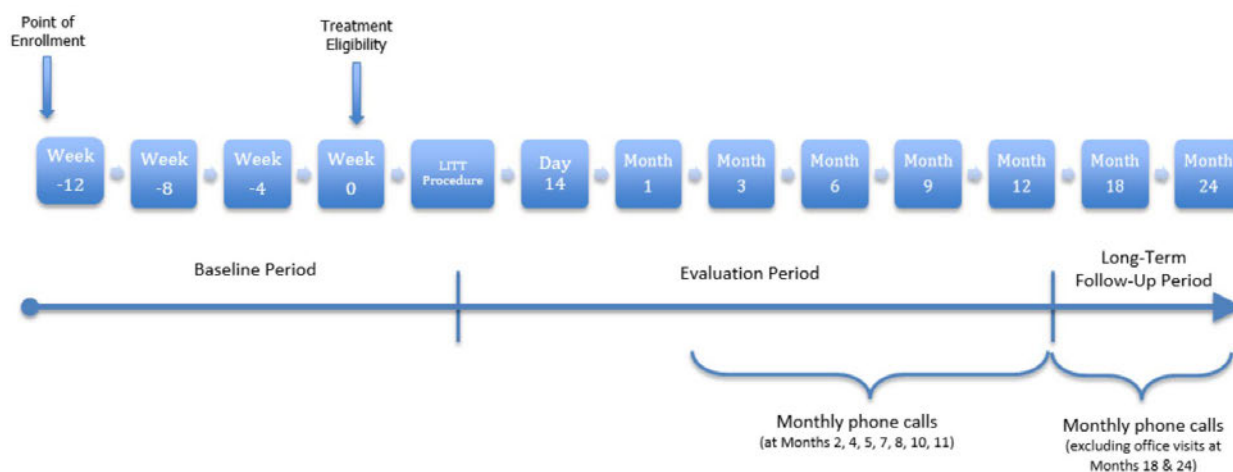 Point of
Enrollment
Treatment
Eligibility
Week
-12
Week
-8
Week
-4
Week
0
LITT
Procedure
Day
14
Month
1
Month
3
Month
6
Month
9
Month
12
Month
18
Month
24
Baseline Period
Evaluation Period
Long-Term
Follow-Up Period
Monthly phone calls
(at Months 2, 4, 5, 7, 8, 10, 11)
Monthly phone calls
(excluding office visits at
Months 18 & 24)